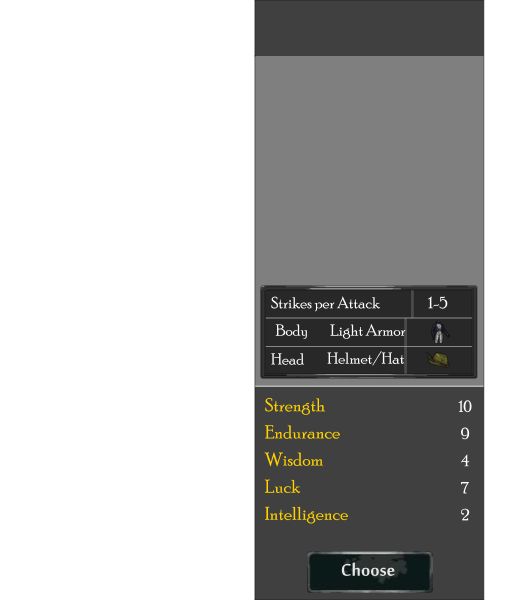 Strikes per Attack 1-5
Body Light Armor
Head Helmet/Hat
Strength 10
Endurance 9
Wisdom 4
Luck 7
Intelligence 2
Choose